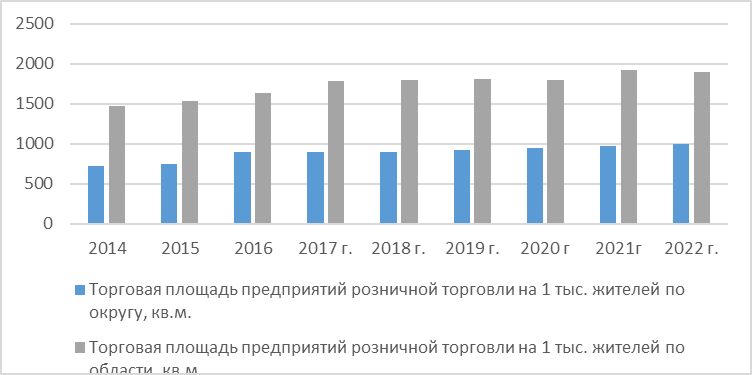 2500
2000
1500
1000
500
0
2014 2015 2016 2017 г. 2018 г. 2019 г. 2020 г 2021г 2022 г.
Торговая площадь предприятий розничной торговли на 1 тыс. жителей по
округу, кв.м.
Торговая площадь предприятий розничной торговли на 1 тыс. жителей по
области, кв.м